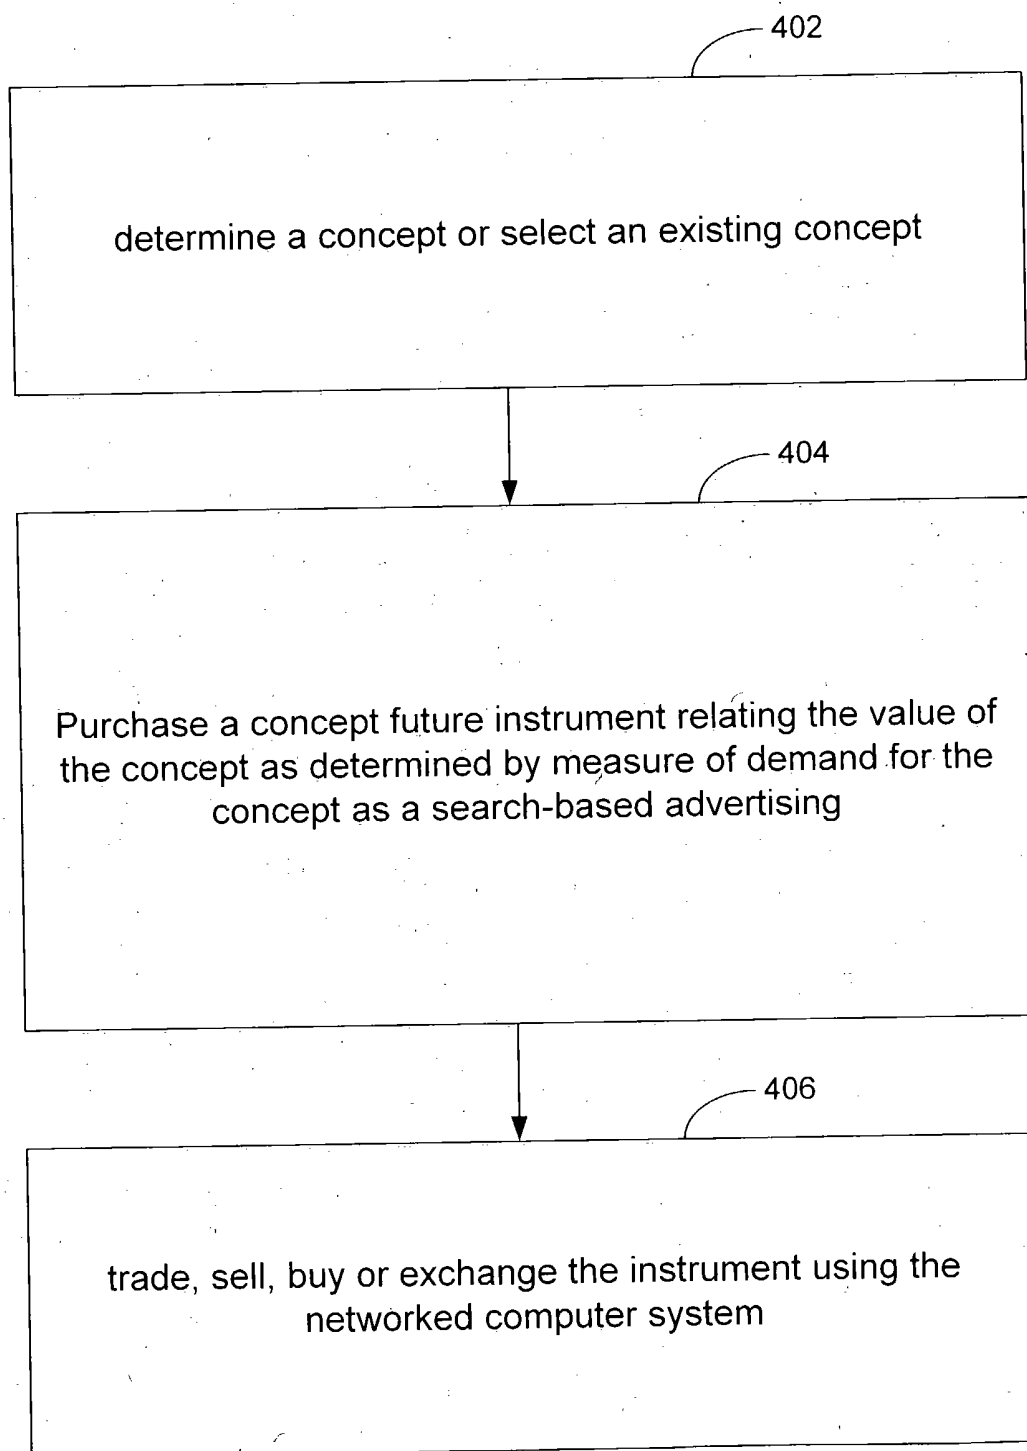 402
determine a concept or select an existing concept
404
Purchase a concept future instrument relating the value of
the concept as determined by measure of demand for the
concept as a search-based advertising
406
trade, sell, buy or exchange the instrument using the
networked computer system